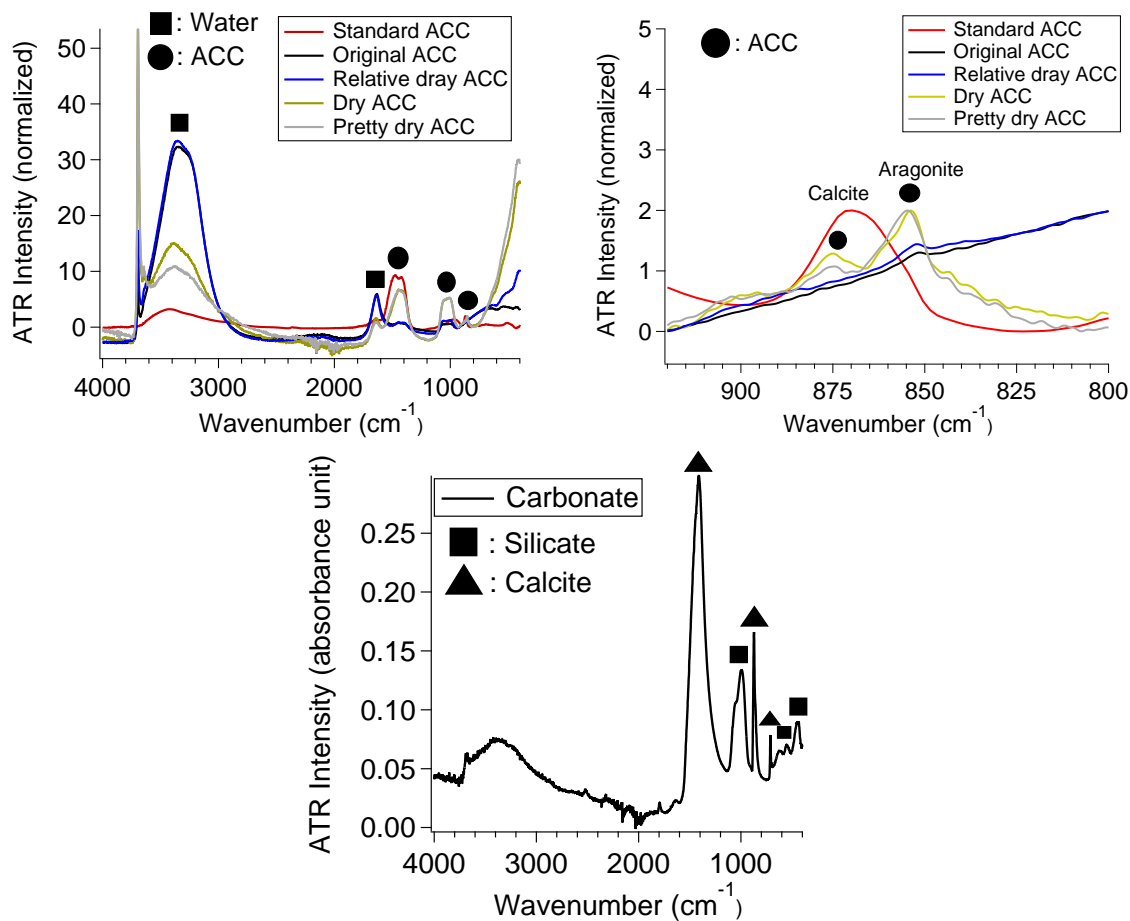 : Water
: ACC
Standard ACC
Original ACC
Relative dray ACC
Dry ACC
Pretty dry ACC
ATR Intensity (normalized)
50
40
30
20
10
0
4000 3000 2000 1000
Wavenumber (cm⁻¹)
: ACC
Standard ACC
Original ACC
Relative dray ACC
Dry ACC
Pretty dry ACC
Calcite
Aragonite
ATR Intensity (normalized)
5
4
3
2
1
0
900 875 850 825 800
Wavenumber (cm⁻¹)
Carbonate
: Silicate
: Calcite
ATR Intensity (absorbance unit)
0.25
0.20
0.15
0.10
0.05
0.00
4000 3000 2000 1000
Wavenumber (cm⁻¹)